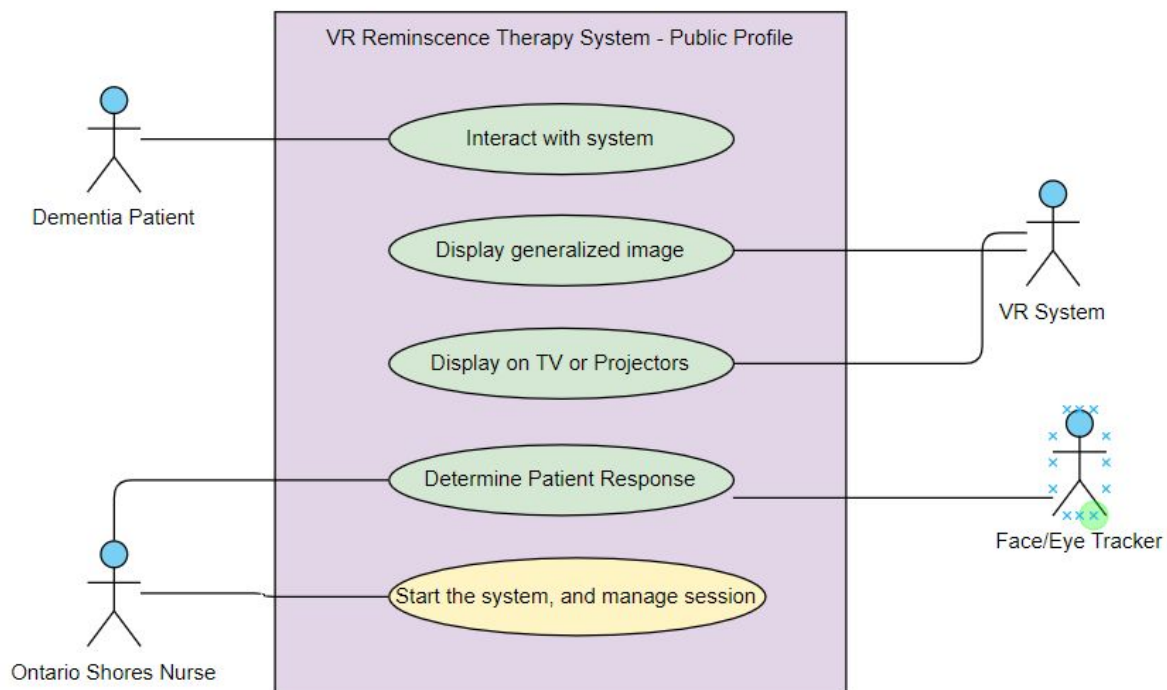 VR Reminscence Therapy System - Public Profile
Interact with system
Dementia Patient
Display generalized image
VR System
Display on TV or Projectors
Determine Patient Response
Face/Eye Tracker
Start the system, and manage session
Ontario Shores Nurse